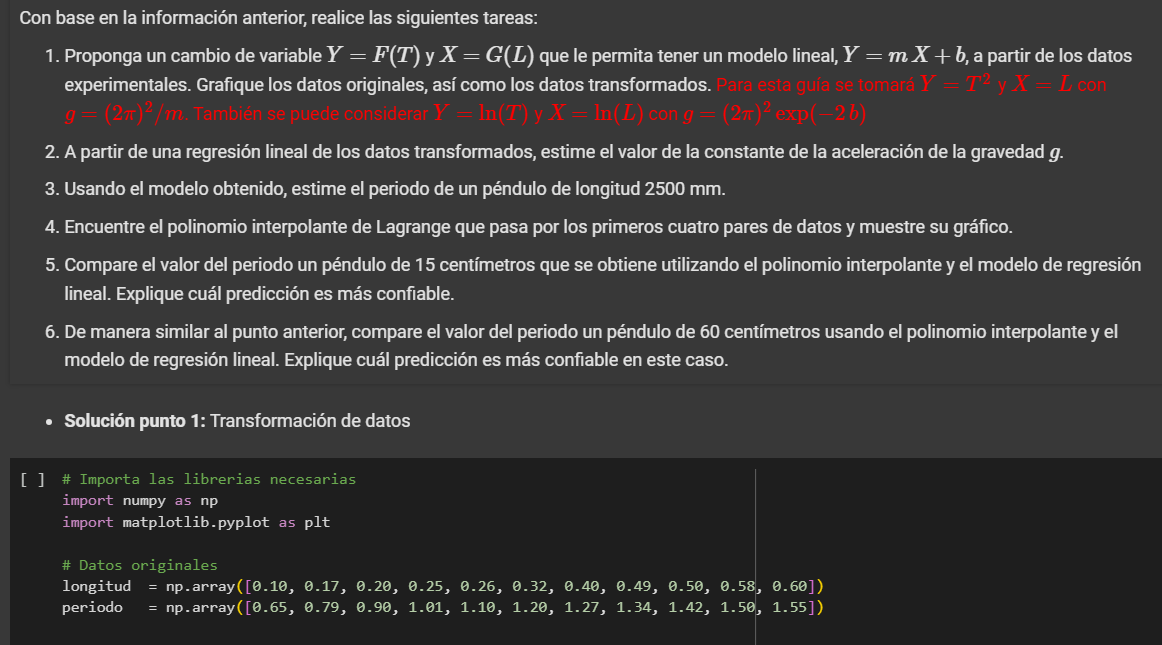 Con base en la información anterior, realice las siguientes tareas:
1. Proponga un cambio de variable Y = F(T) y X = G(L) que le permita tener un modelo lineal, Y = m X + b, a partir de los datos
experimentales. Grafique los datos originales, así como los datos transformados. Para esta guía se tomará Y = T² y X = L con
g = (2π)²/m. También se puede considerar Y = ln(T) y X = ln(L) con g = (2π)² exp(−2 b)
2. A partir de una regresión lineal de los datos transformados, estime el valor de la constante de la aceleración de la gravedad g.
3. Usando el modelo obtenido, estime el periodo de un péndulo de longitud 2500 mm.
4. Encuentre el polinomio interpolante de Lagrange que pasa por los primeros cuatro pares de datos y muestre su gráfico.
5. Compare el valor del periodo un péndulo de 15 centímetros que se obtiene utilizando el polinomio interpolante y el modelo de regresión
lineal. Explique cuál predicción es más confiable.
6. De manera similar al punto anterior, compare el valor del periodo un péndulo de 60 centímetros usando el polinomio interpolante y el
modelo de regresión lineal. Explique cuál predicción es más confiable en este caso.
• Solución punto 1: Transformación de datos
[ ] # Importa las librerias necesarias
import numpy as np
import matplotlib.pyplot as plt
# Datos originales
longitud = np.array([0.10, 0.17, 0.20, 0.25, 0.26, 0.32, 0.40, 0.49, 0.50, 0.58, 0.60])
periodo = np.array([0.65, 0.79, 0.90, 1.01, 1.10, 1.20, 1.27, 1.34, 1.42, 1.50, 1.55])